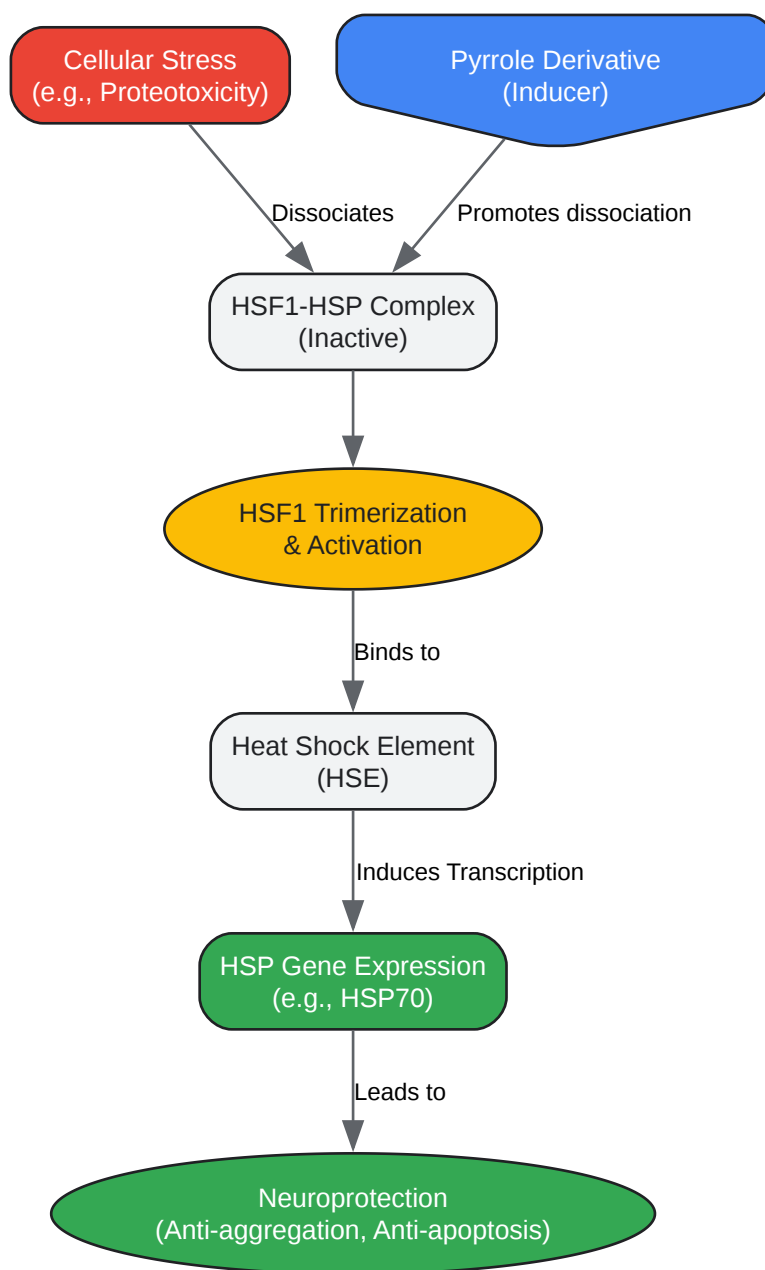 Cellular Stress
(e.g., Proteotoxicity)
Pyrrole Derivative
(Inducer)
Dissociates
Promotes dissociation
HSF1-HSP Complex
(Inactive)
HSF1 Trimerization
& Activation
Binds to
Heat Shock Element
(HSE)
Induces Transcription
HSP Gene Expression
(e.g., HSP70)
Leads to
Neuroprotection
(Anti-aggregation, Anti-apoptosis)